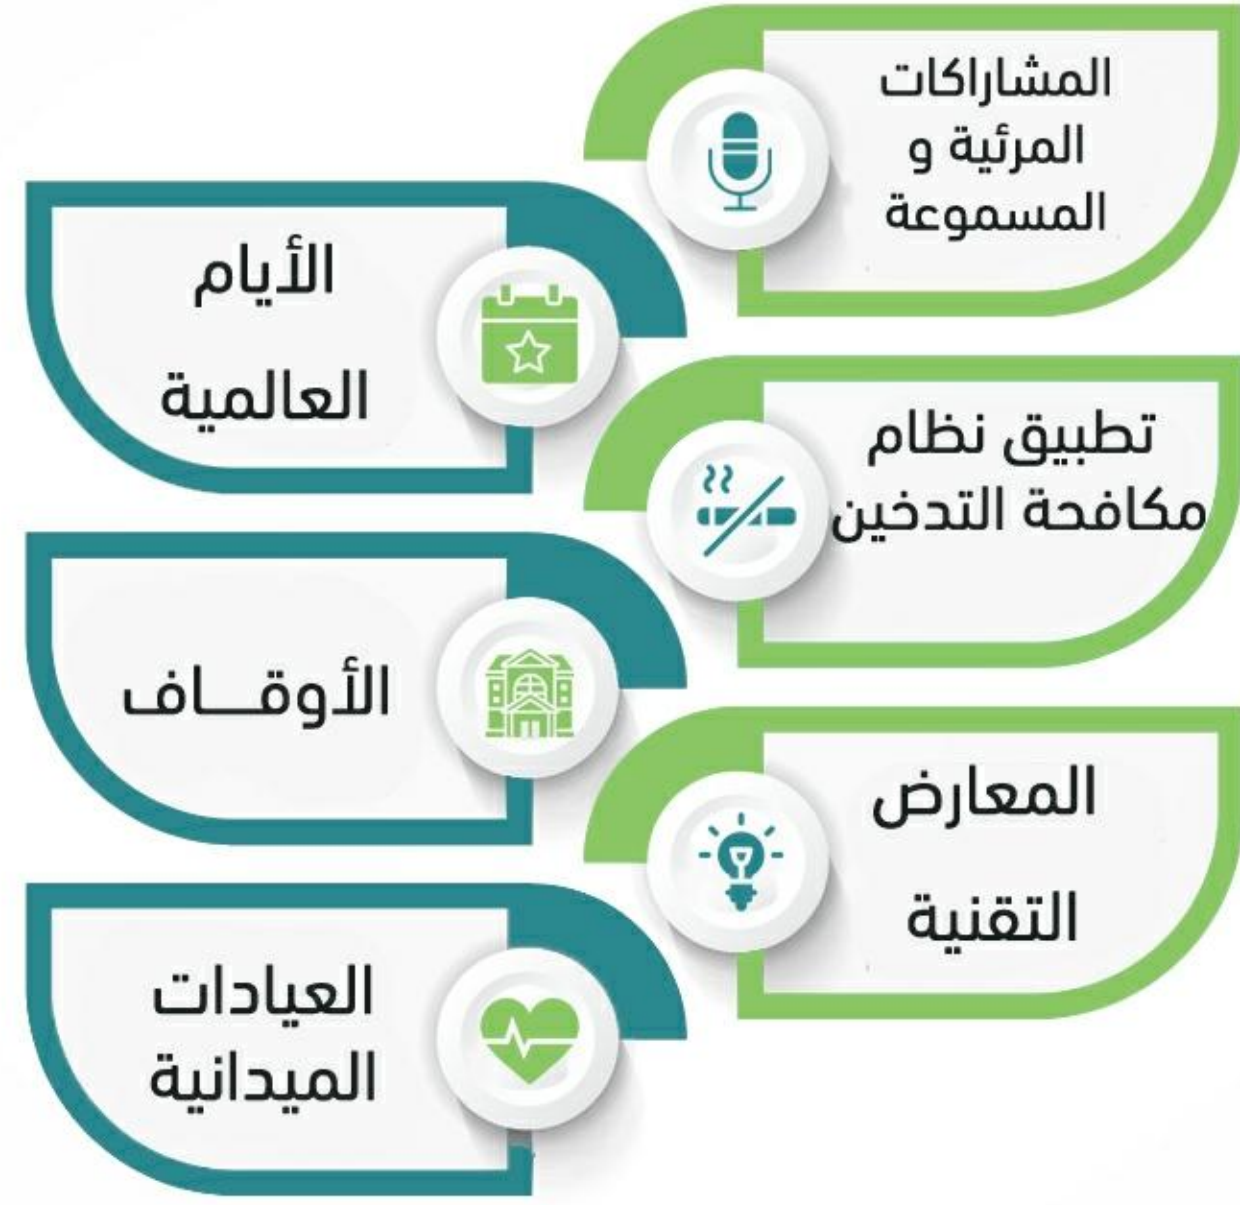 المشاراكات
المرئية و
المسموعة
الأيام
العالمية
تطبيق نظام
مكافحة التدخين
الأوقـــاف
المعارض
التقنية
العيادات
الميدانية